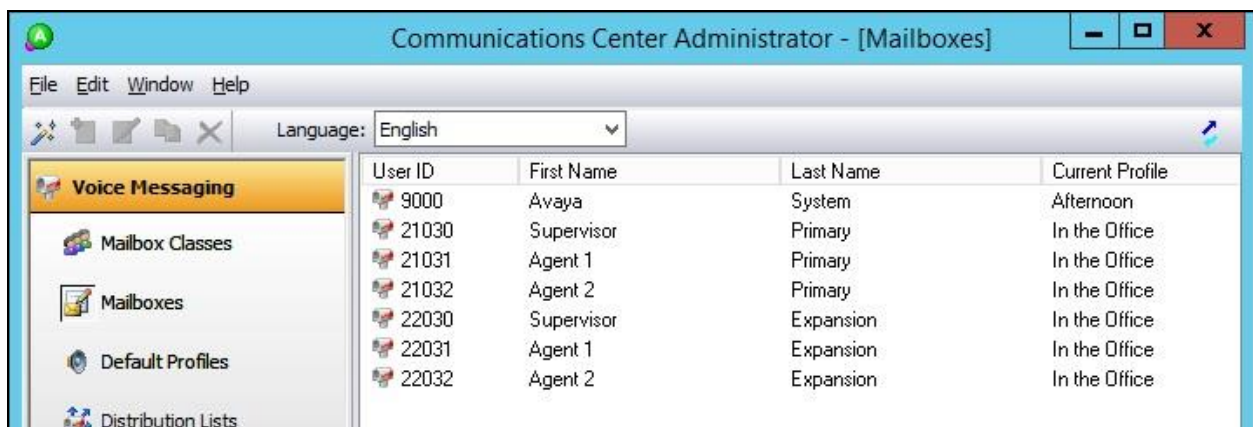 Communications Center Administrator - [Mailboxes]
File Edit Window Help
Language: English
Voice Messaging
Mailbox Classes
Mailboxes
Default Profiles
Distribution Lists
User ID First Name Last Name Current Profile
9000 Avaya System Afternoon
21030 Supervisor Primary In the Office
21031 Agent 1 Primary In the Office
21032 Agent 2 Primary In the Office
22030 Supervisor Expansion In the Office
22031 Agent 1 Expansion In the Office
22032 Agent 2 Expansion In the Office